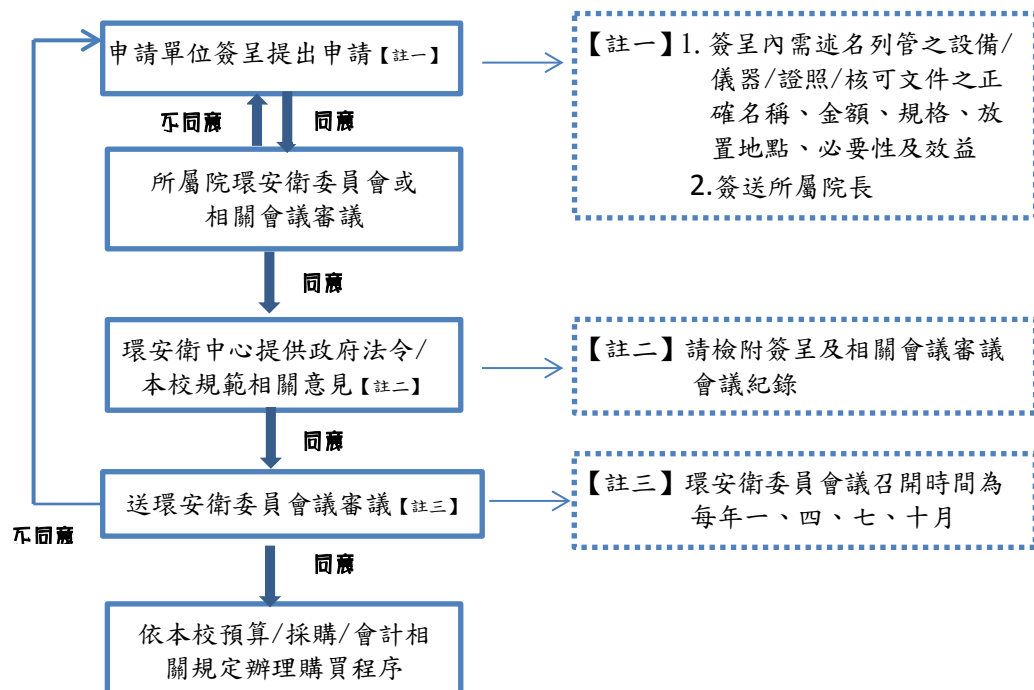 申請單位簽呈提出申請【註一】
【註一】1. 簽呈內需述名列管之設備/
儀器/證照/核可文件之正
確名稱、金額、規格、放
置地點、必要性及效益
2.簽送所屬院長
不同意
同意
所屬院環安衛委員會或
相關會議審議
同意
環安衛中心提供政府法令/
本校規範相關意見【註二】
【註二】請檢附簽呈及相關會議審議
會議紀錄
同意
送環安衛委員會議審議【註三】
【註三】環安衛委員會議召開時間為
每年一、四、七、十月
不同意
同意
依本校預算/採購/會計相
關規定辦理購買程序